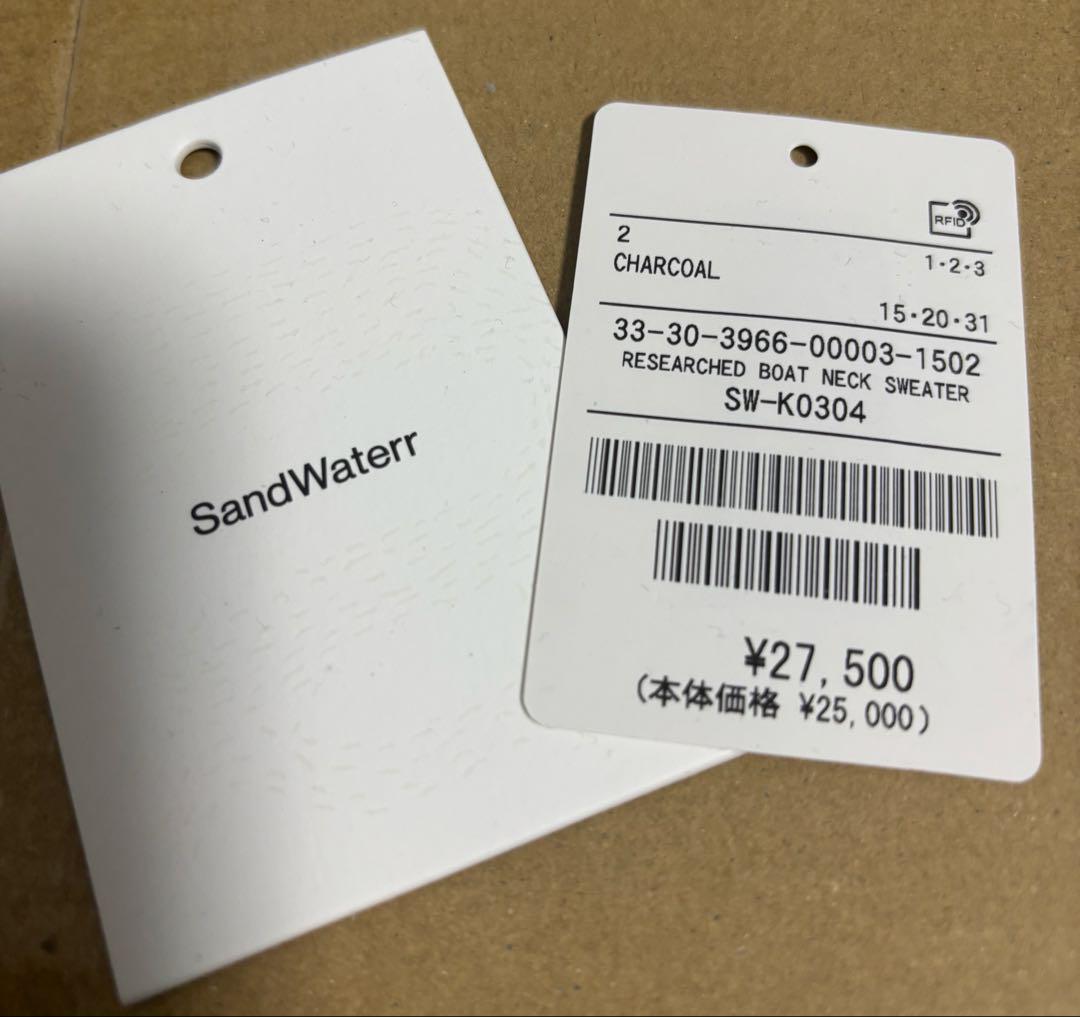 SandWaterr
RFID
2
1・2・3
CHARCOAL
15・20・31
33-30-3966-00003-1502
RESEARCHED BOAT NECK SWEATER
SW-K0304
¥27,500
(本体価格 ¥25,000)